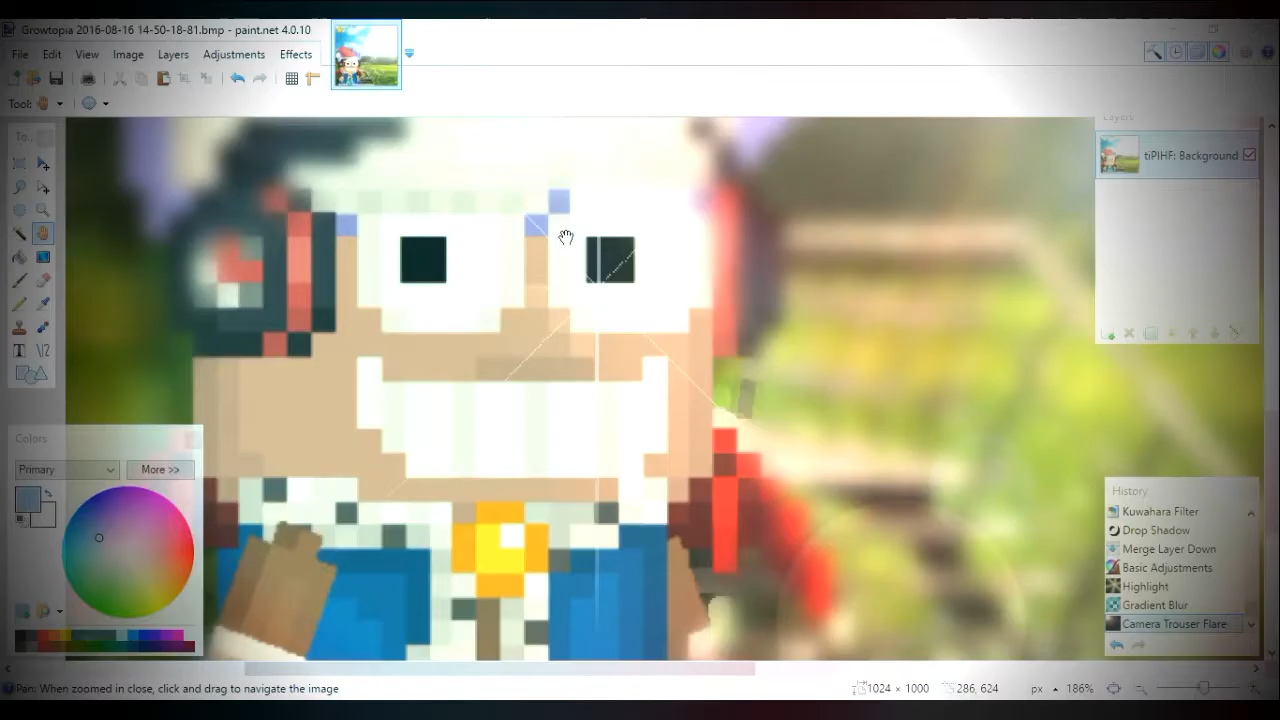 Growtopia 2016-08-16 14-50-18-81.bmp - paint.net 4.0.10
File Edit View Image Layers Adjustments Effects
Tool:
To...
Layers
tiPIHF: Background
Colors
Primary
More >>
History
Kuwahara Filter
Drop Shadow
Merge Layer Down
Basic Adjustments
Highlight
Gradient Blur
Camera Trouser Flare
Pan: When zoomed in close, click and drag to navigate the image
1024 × 1000
286, 624
px
186%